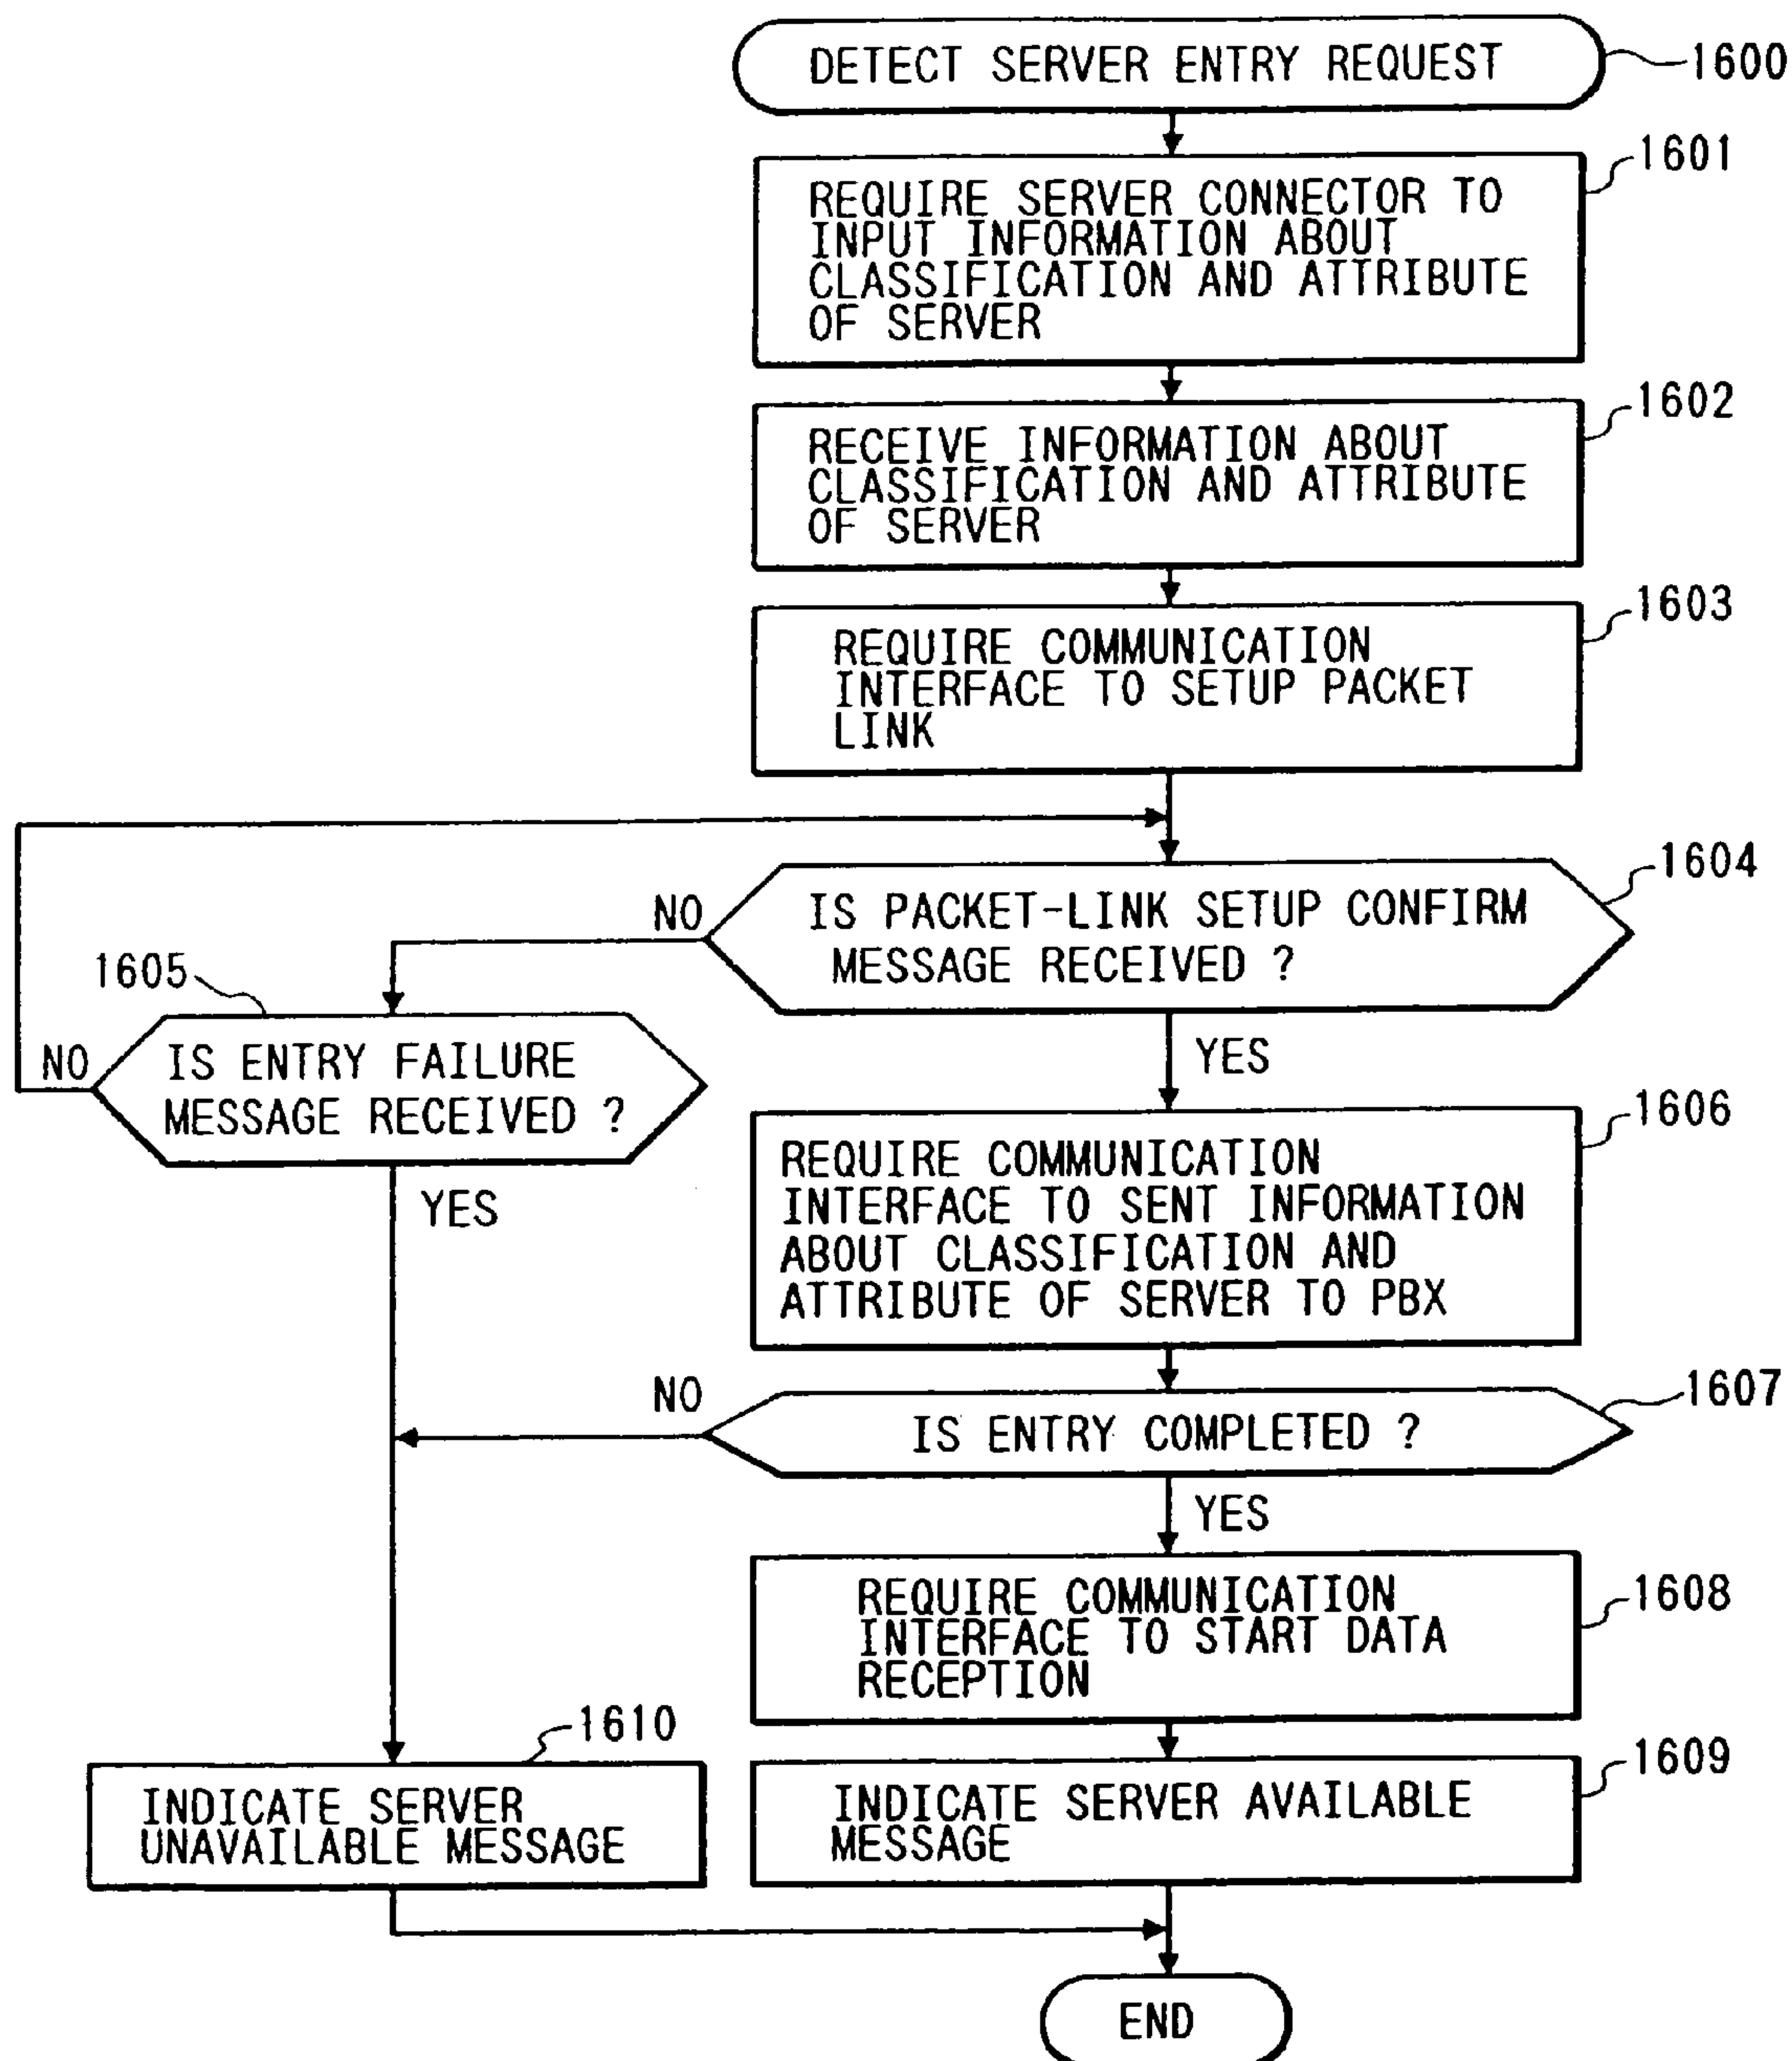 DETECT SERVER ENTRY REQUEST
1600
1601
REQUIRE SERVER CONNECTOR TO
INPUT INFORMATION ABOUT
CLASSIFICATION AND ATTRIBUTE
OF SERVER
1602
RECEIVE INFORMATION ABOUT
CLASSIFICATION AND ATTRIBUTE
OF SERVER
1603
REQUIRE COMMUNICATION
INTERFACE TO SETUP PACKET
LINK
1604
NO
IS PACKET-LINK SETUP CONFIRM
MESSAGE RECEIVED ?
1605
NO
IS ENTRY FAILURE
MESSAGE RECEIVED ?
YES
YES
1606
REQUIRE COMMUNICATION
INTERFACE TO SENT INFORMATION
ABOUT CLASSIFICATION AND
ATTRIBUTE OF SERVER TO PBX
NO
1607
IS ENTRY COMPLETED ?
YES
1608
REQUIRE COMMUNICATION
INTERFACE TO START DATA
RECEPTION
1610
INDICATE SERVER
UNAVAILABLE MESSAGE
1609
INDICATE SERVER AVAILABLE
MESSAGE
END